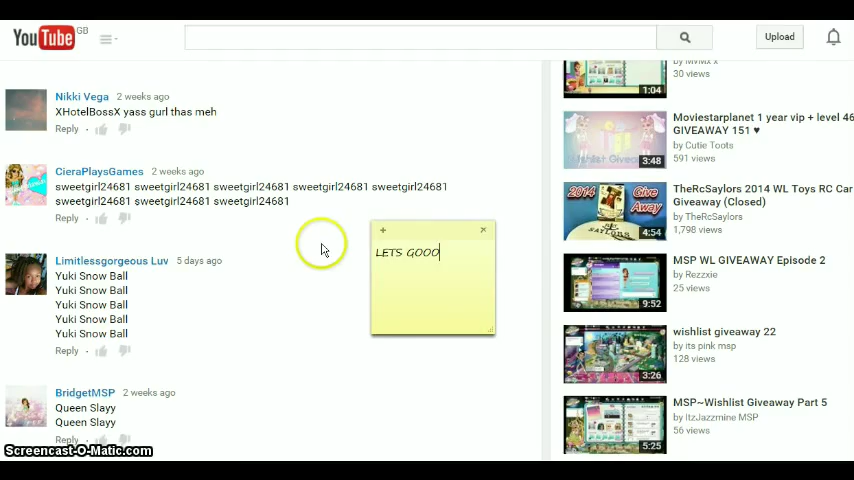 YouTube GB
Upload
Nikki Vega 2 weeks ago
XHotelBossX yass gurl thas meh
Reply
CieraPlaysGames 2 weeks ago
sweetgirl24681 sweetgirl24681 sweetgirl24681 sweetgirl24681 sweetgirl24681
sweetgirl24681 sweetgirl24681 sweetgirl24681
Reply
Limitlessgorgeous Luv 5 days ago
Yuki Snow Ball
Yuki Snow Ball
Yuki Snow Ball
Yuki Snow Ball
Yuki Snow Ball
Reply
BridgetMSP 2 weeks ago
Queen Slayy
Queen Slayy
Reply
LETS GOOO
30 views
1:04
Moviestarplanet 1 year vip + level 46
GIVEAWAY 151 ♥
by Cutie Toots
591 views
3:48
TheRcSaylors 2014 WL Toys RC Car
Giveaway (Closed)
by TheRcSaylors
1,798 views
2014 Give Away
4:54
MSP WL GIVEAWAY Episode 2
by Rezzxie
25 views
9:52
wishlist giveaway 22
by its pink msp
128 views
3:26
MSP~Wishlist Giveaway Part 5
by ItzJazzmine MSP
56 views
5:25
Screencast-O-Matic.com